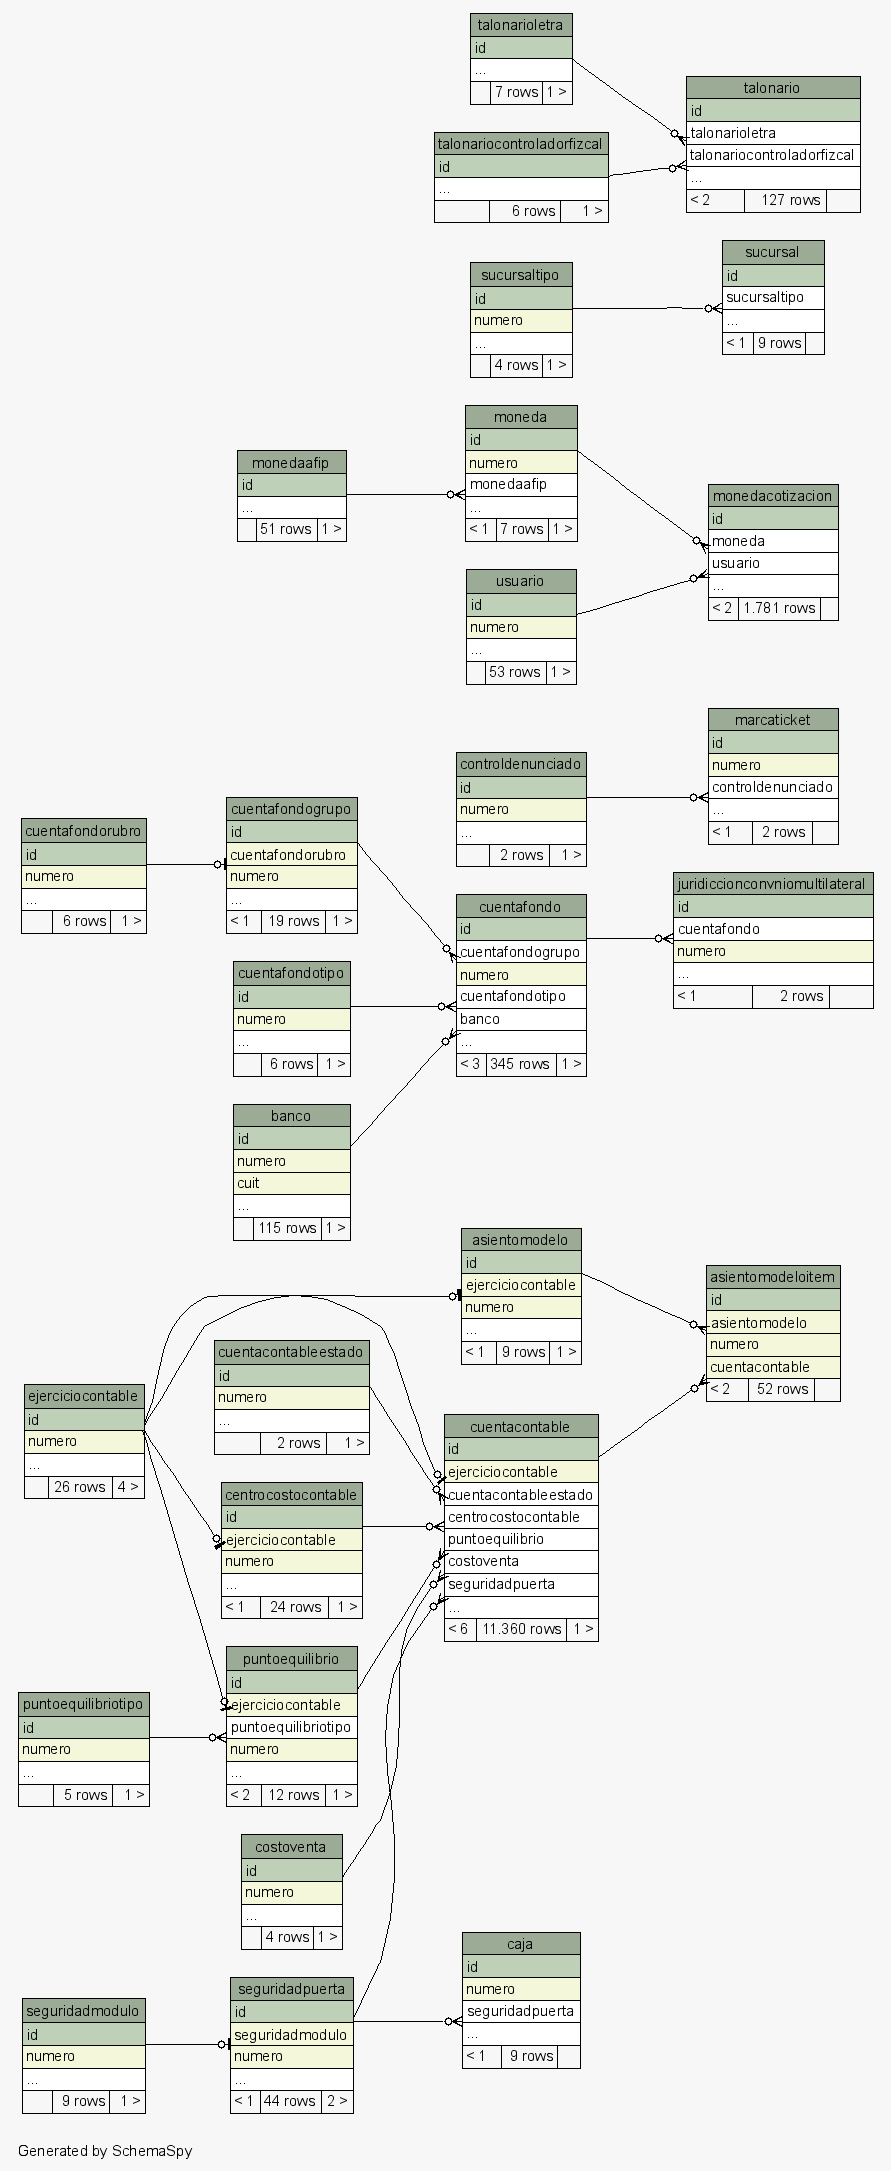 talonarioletra
id
...
7 rows 1 >
talonario
id
talonarioletra
talonariocontroladorfizcal
...
< 2 127 rows
talonariocontroladorfizcal
id
...
6 rows 1 >
sucursal
id
sucursaltipo
...
< 1 9 rows
sucursaltipo
id
numero
...
4 rows 1 >
moneda
id
numero
monedaafip
...
< 1 7 rows 1 >
monedaafip
id
...
51 rows 1 >
monedacotizacion
id
moneda
usuario
...
< 2 1.781 rows
usuario
id
numero
...
53 rows 1 >
marcaticket
id
numero
controldenunciado
...
< 1 2 rows
controldenunciado
id
numero
...
2 rows 1 >
cuentafondogrupo
id
cuentafondorubro
numero
...
< 1 19 rows 1 >
cuentafondorubro
id
numero
...
6 rows 1 >
juridiccionconvniomultilateral
id
cuentafondo
numero
...
< 1 2 rows
cuentafondo
id
cuentafondogrupo
numero
cuentafondotipo
banco
...
< 3 345 rows 1 >
cuentafondotipo
id
numero
...
6 rows 1 >
banco
id
numero
cuit
...
115 rows 1 >
asientomodelo
id
ejerciciocontable
numero
...
< 1 9 rows 1 >
asientomodeloitem
id
asientomodelo
numero
cuentacontable
< 2 52 rows
cuentacontableestado
id
numero
...
2 rows 1 >
ejerciciocontable
id
numero
...
26 rows 4 >
cuentacontable
id
ejerciciocontable
cuentacontableestado
centrocostocontable
puntoequilibrio
costoventa
seguridadpuerta
...
< 6 11.360 rows 1 >
centrocostocontable
id
ejerciciocontable
numero
...
< 1 24 rows 1 >
puntoequilibrio
id
ejerciciocontable
puntoequilibriotipo
numero
...
< 2 12 rows 1 >
puntoequilibriotipo
id
numero
...
5 rows 1 >
costoventa
id
numero
...
4 rows 1 >
caja
id
numero
seguridadpuerta
...
< 1 9 rows
seguridadpuerta
id
seguridadmodulo
numero
...
< 1 44 rows 2 >
seguridadmodulo
id
numero
...
9 rows 1 >
Generated by SchemaSpy